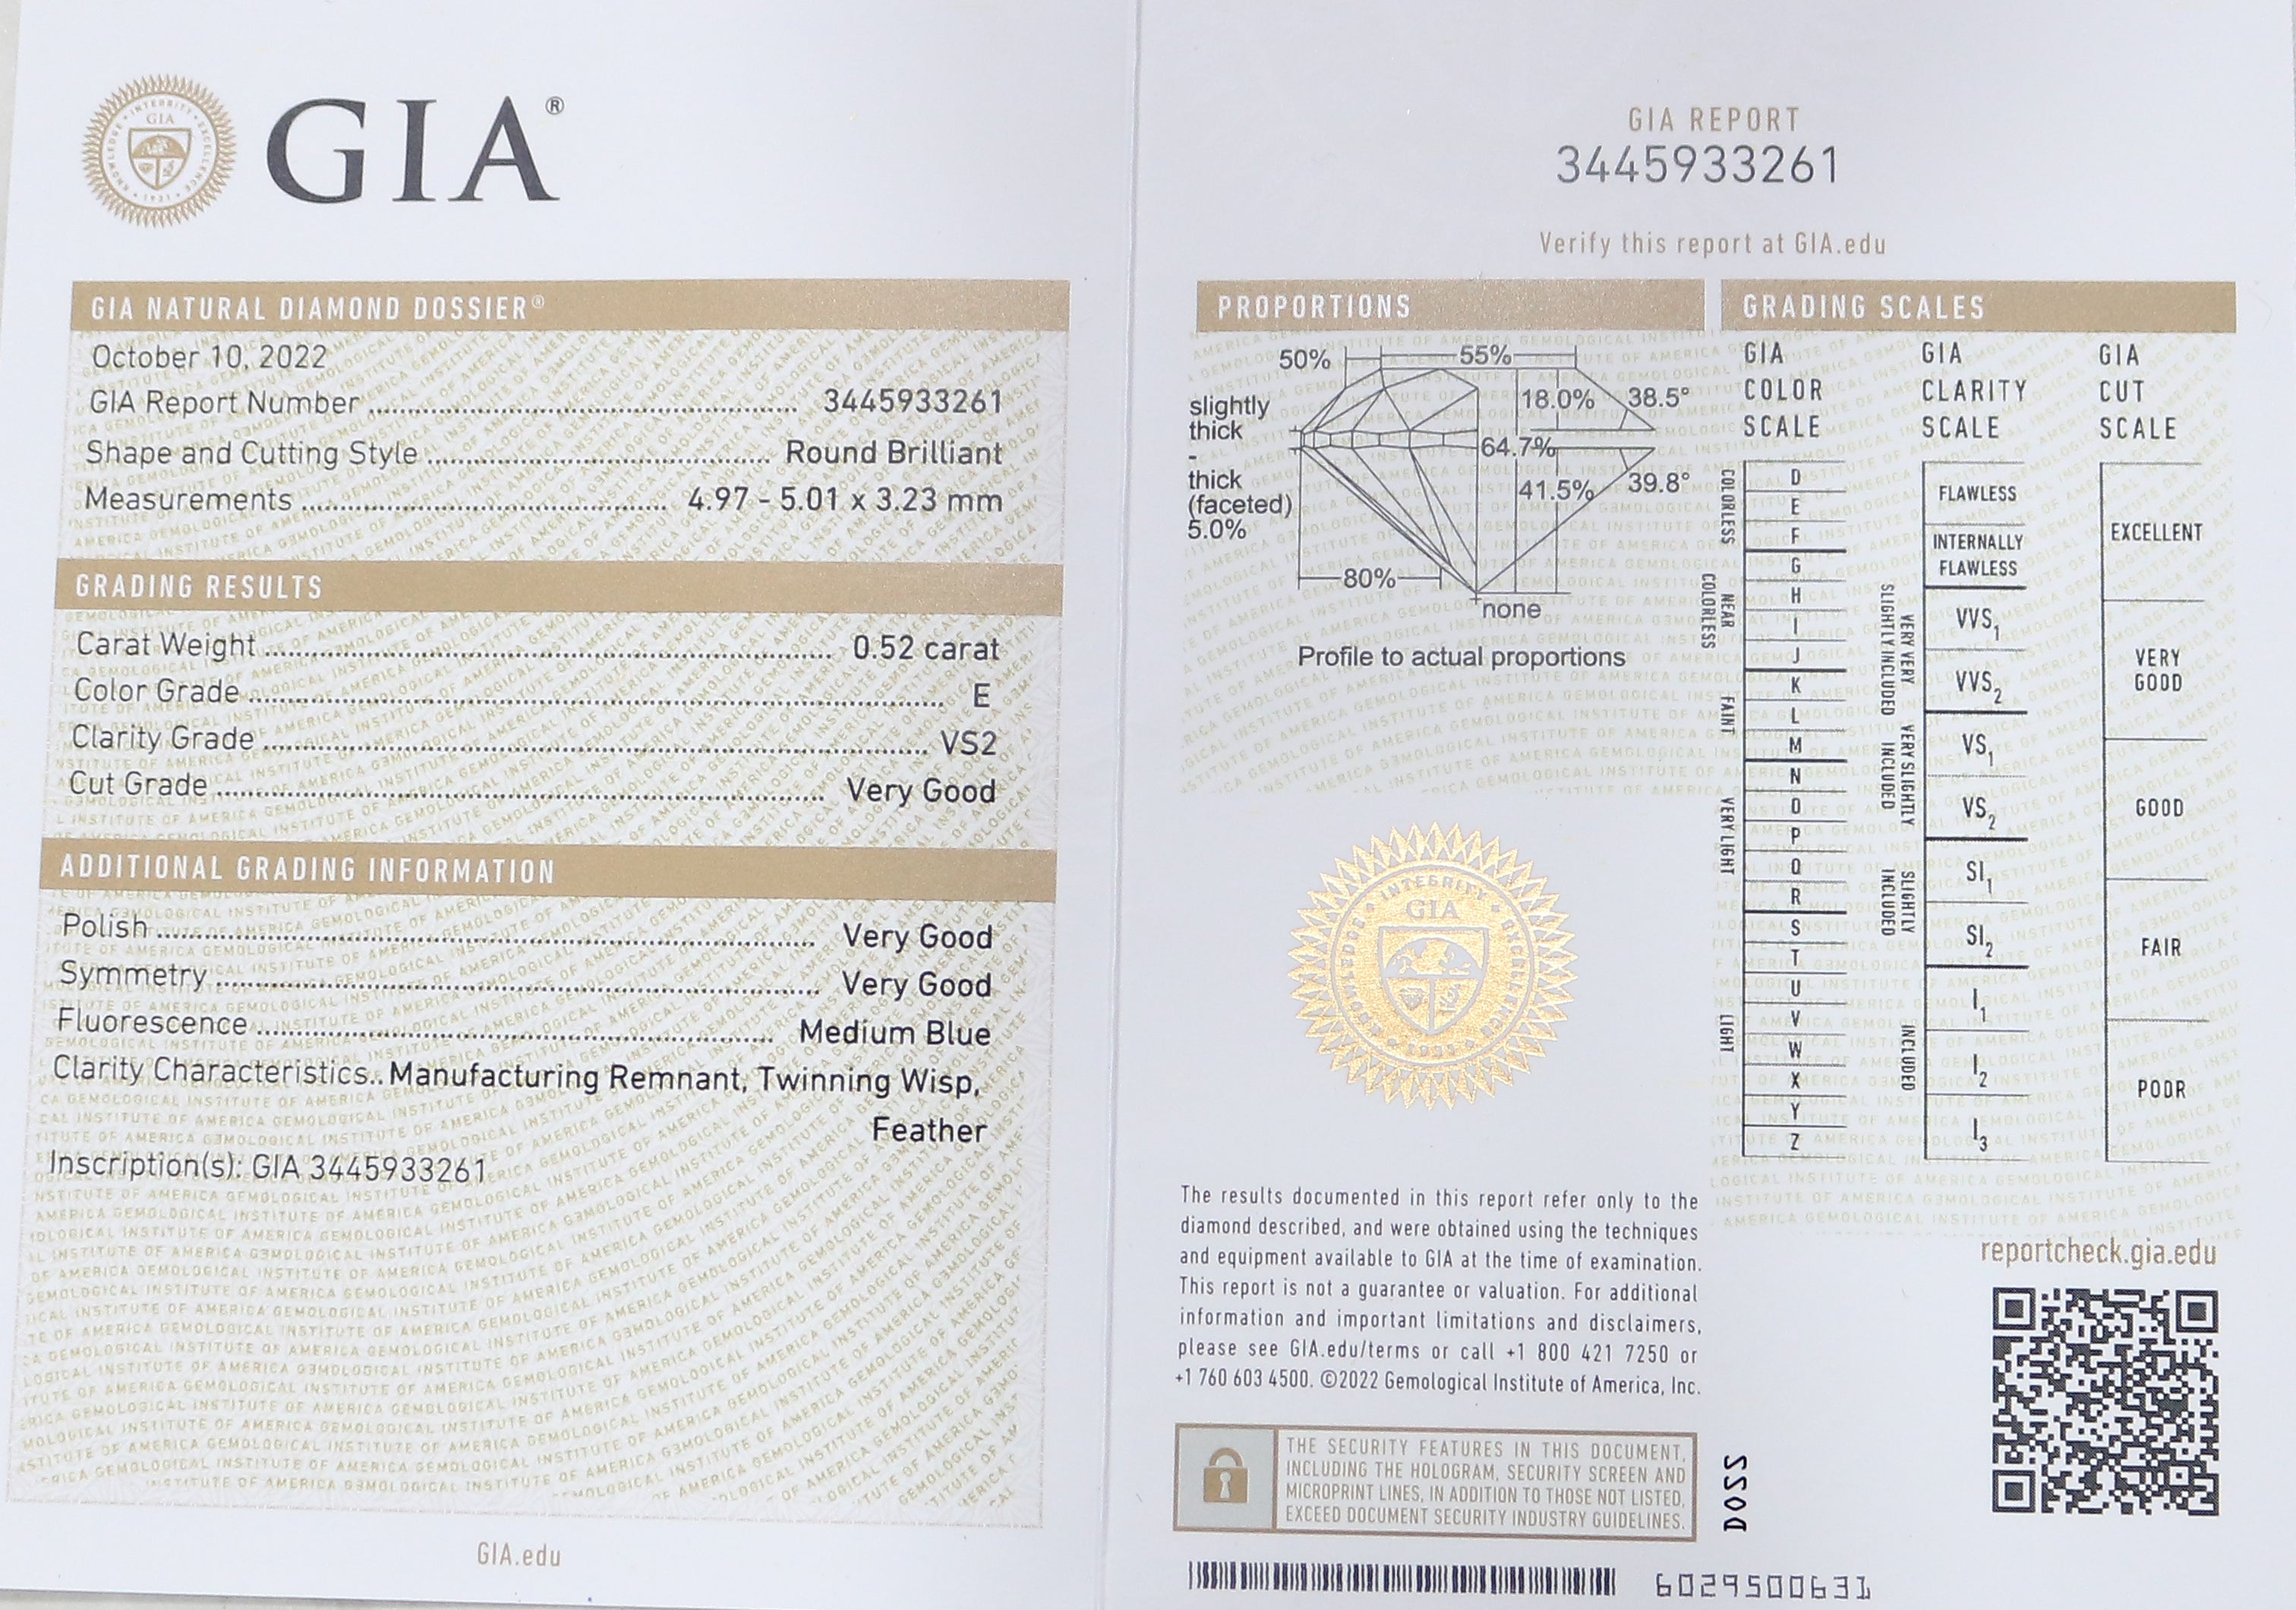 GIA®
GIA NATURAL DIAMOND DOSSIER®
October 10, 2022
GIA Report Number 3445933261
Shape and Cutting Style Round Brilliant
Measurements 4.97 - 5.01 x 3.23 mm
GRADING RESULTS
Carat Weight 0.52 carat
Color Grade E
Clarity Grade VS2
Cut Grade Very Good
ADDITIONAL GRADING INFORMATION
Polish Very Good
Symmetry Very Good
Fluorescence Medium Blue
Clarity Characteristics.. Manufacturing Remnant, Twinning Wisp,
Feather
Inscription(s): GIA 3445933261
GIA.edu
GIA REPORT
3445933261
Verify this report at GIA.edu
PROPORTIONS
50%
55%
slightly
thick
-
thick
(faceted)
5.0%
18.0%
38.5°
64.7%
41.5%
39.8°
80%
none
Profile to actual proportions
INTEGRITY
GIA
KNOWLEDGE
EXCELLENCE
1931
The results documented in this report refer only to the
diamond described, and were obtained using the techniques
and equipment available to GIA at the time of examination.
This report is not a guarantee or valuation. For additional
information and important limitations and disclaimers,
please see GIA.edu/terms or call +1 800 421 7250 or
+1 760 603 4500. ©2022 Gemological Institute of America, Inc.
THE SECURITY FEATURES IN THIS DOCUMENT,
INCLUDING THE HOLOGRAM, SECURITY SCREEN AND
MICROPRINT LINES, IN ADDITION TO THOSE NOT LISTED,
EXCEED DOCUMENT SECURITY INDUSTRY GUIDELINES.
6029500631
GRADING SCALES
GIA
COLOR
SCALE
COLORLESS
D
E
F
NEAR
COLORLESS
G
H
I
J
FAINT
K
L
M
VERY LIGHT
N
O
P
Q
R
LIGHT
S
T
U
V
W
X
Y
Z
GIA
CLARITY
SCALE
FLAWLESS
INTERNALLY
FLAWLESS
VERY VERY
SLIGHTLY INCLUDED
VVS1
VVS2
VERY SLIGHTLY
INCLUDED
VS1
VS2
SLIGHTLY
INCLUDED
SI1
SI2
INCLUDED
I1
I2
I3
GIA
CUT
SCALE
EXCELLENT
VERY
GOOD
GOOD
FAIR
POOR
reportcheck.gia.edu